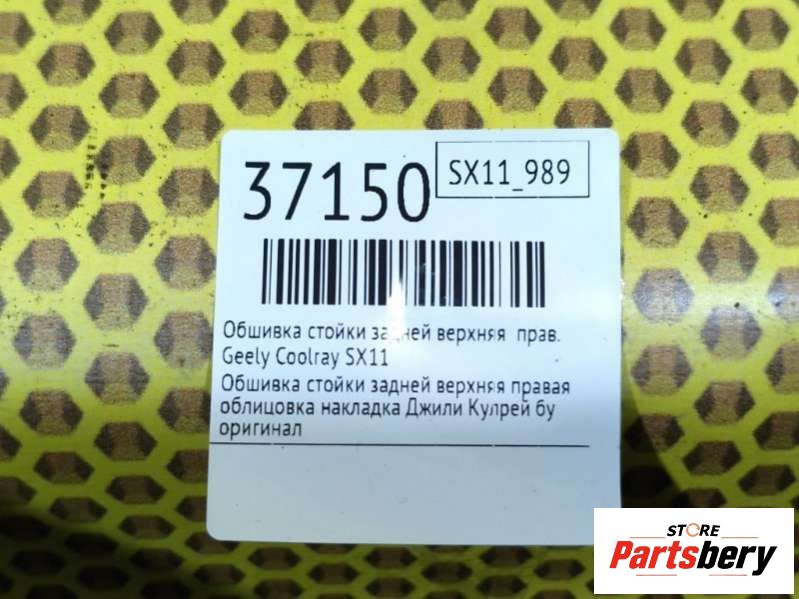 37150
SX11_989
Обшивка стойки задней верхняя прав.
Geely Coolray SX11
Обшивка стойки задней верхняя правая
облицовка накладка Джили Кулрей бу
оригинал
STORE
Partsbery